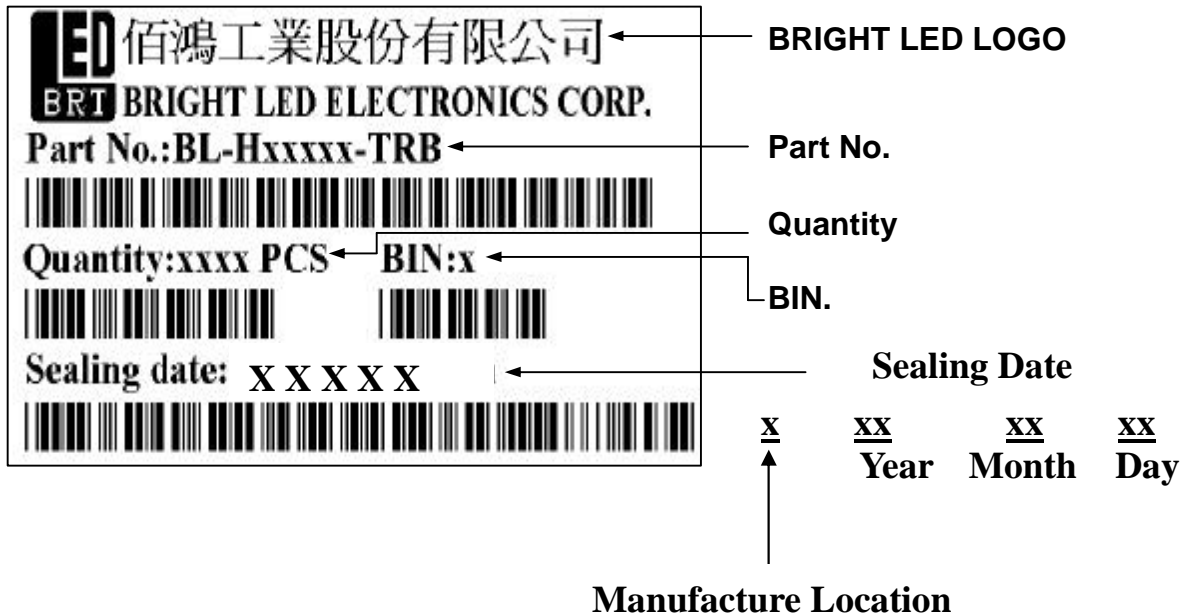 LED 佰鴻工業股份有限公司 BRIGHT LED LOGO
BRT BRIGHT LED ELECTRONICS CORP.
Part No.:BL-Hxxxxx-TRB Part No.
Quantity
Quantity:xxxx PCS BIN:x
BIN.
Sealing date: X X X X X Sealing Date
x xx xx xx
Year Month Day
Manufacture Location